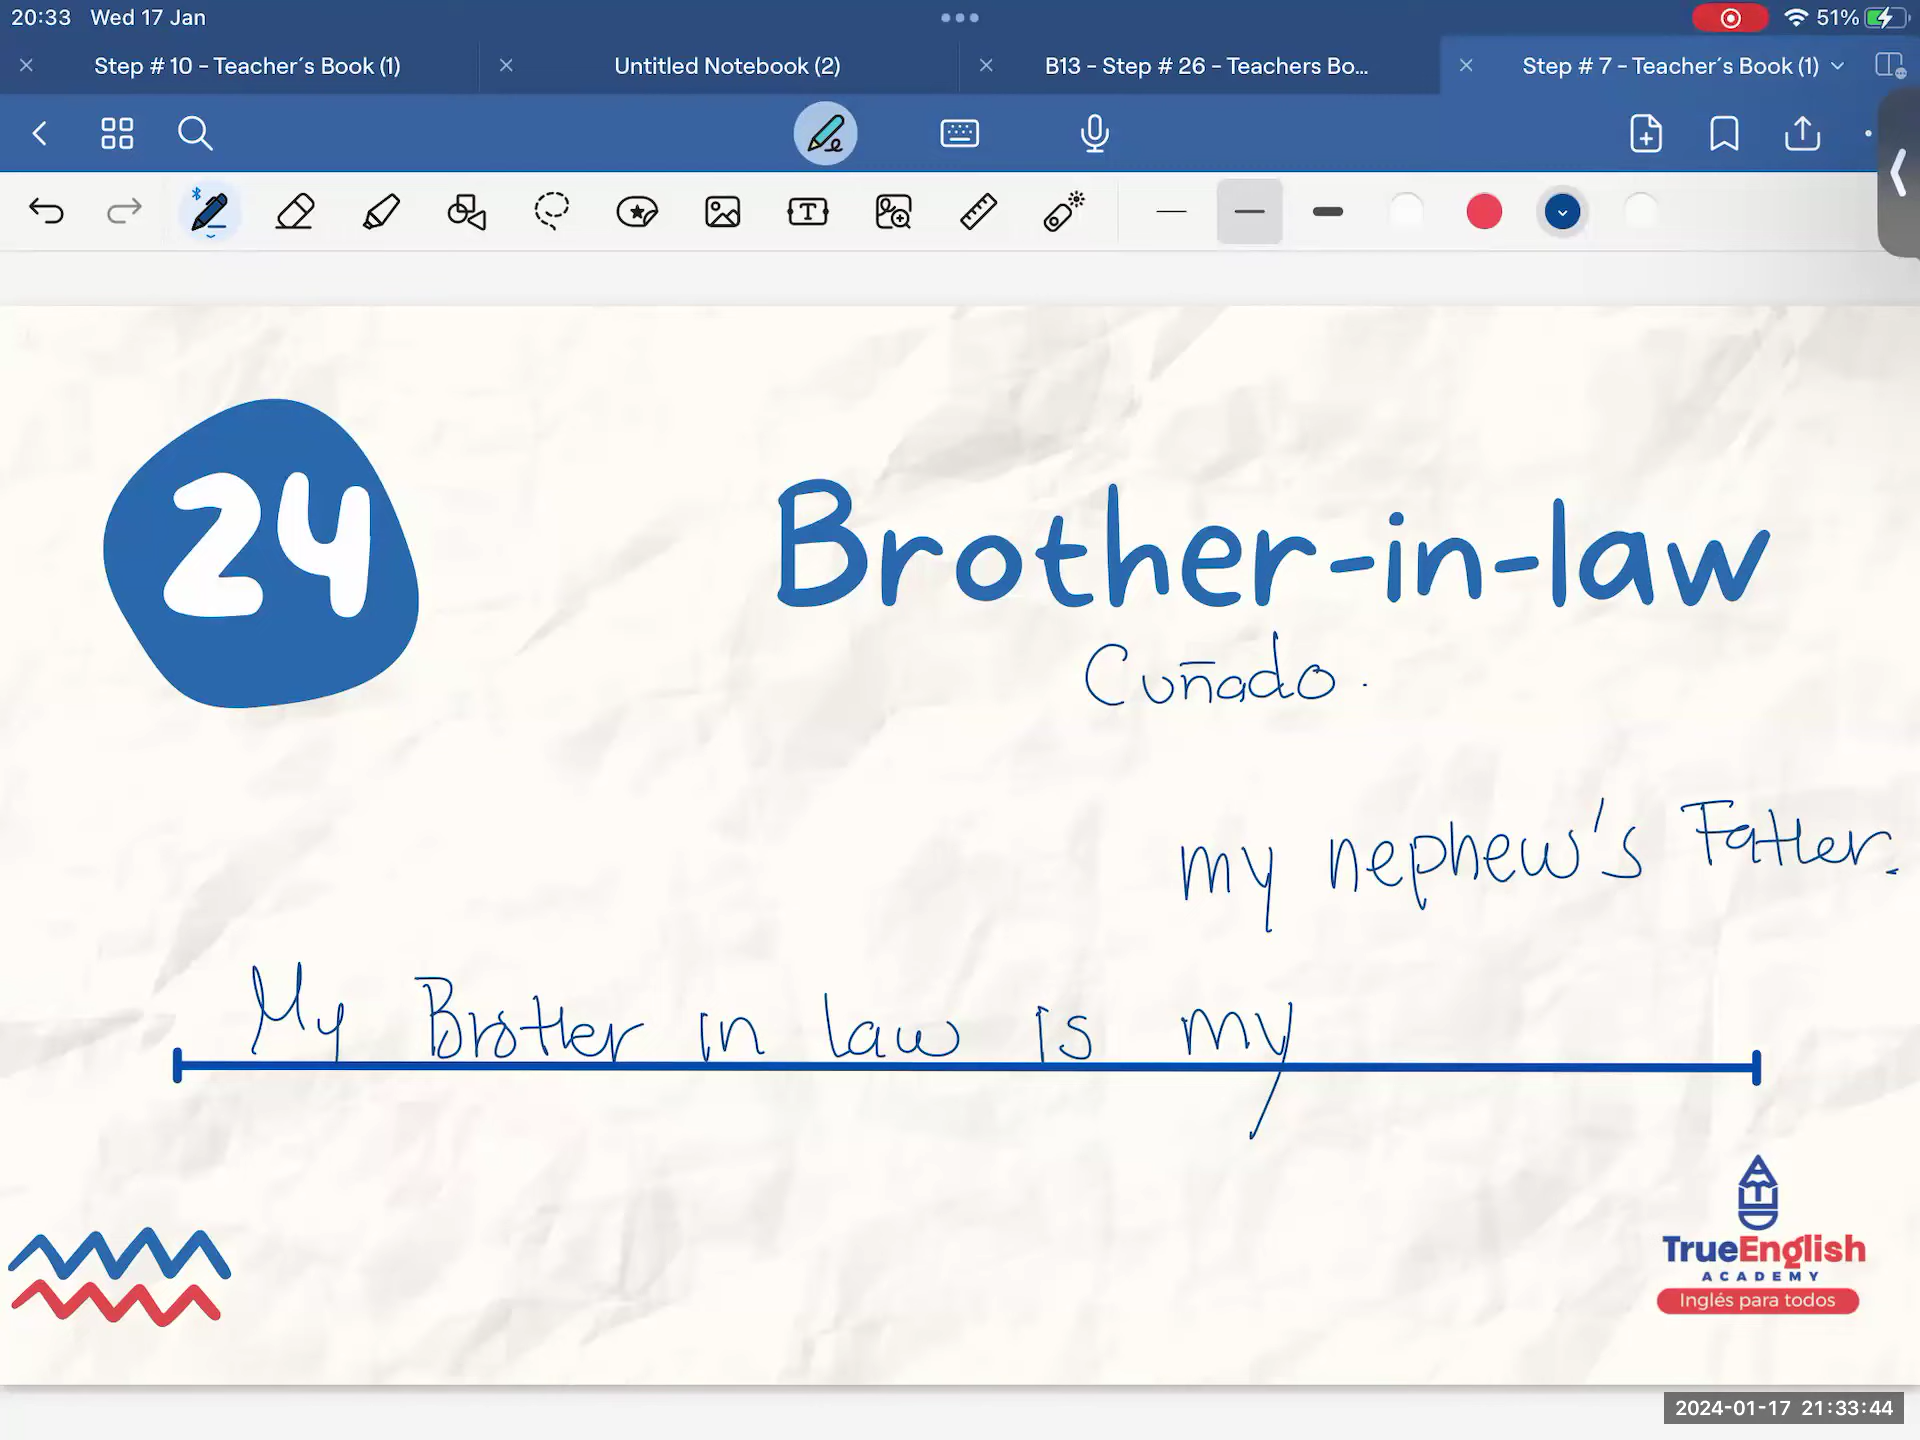 20:33 Wed 17 Jan
51%
Step # 10 - Teacher´s Book (1)
Untitled Notebook (2)
B13 - Step # 26 - Teachers Bo...
Step # 7 - Teacher´s Book (1)
24
Brother-in-law
Cuñado.
my nephew's Father.
My Brother in law is my
TrueEnglish
ACADEMY
Inglés para todos
2024-01-17 21:33:44